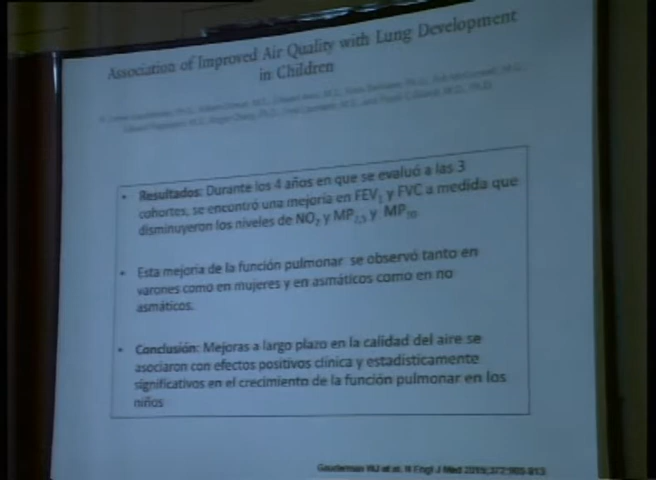 Association of Improved Air Quality with Lung Development
in Children
• Resultados: Durante los 4 años en que se evaluó a las 3
cohortes, se encontró una mejoría en FEV1 y FVC a medida que
disminuyeron los niveles de NO2 y MP2,5 y MP10
• Esta mejoría de la función pulmonar se observó tanto en
varones como en mujeres y en asmáticos como en no
asmáticos.
• Conclusión: Mejoras a largo plazo en la calidad del aire se
asociaron con efectos positivos clínica y estadísticamente
significativos en el crecimiento de la función pulmonar en los
niños
Gauderman WJ et al. N Engl J Med 2015;372:905-913